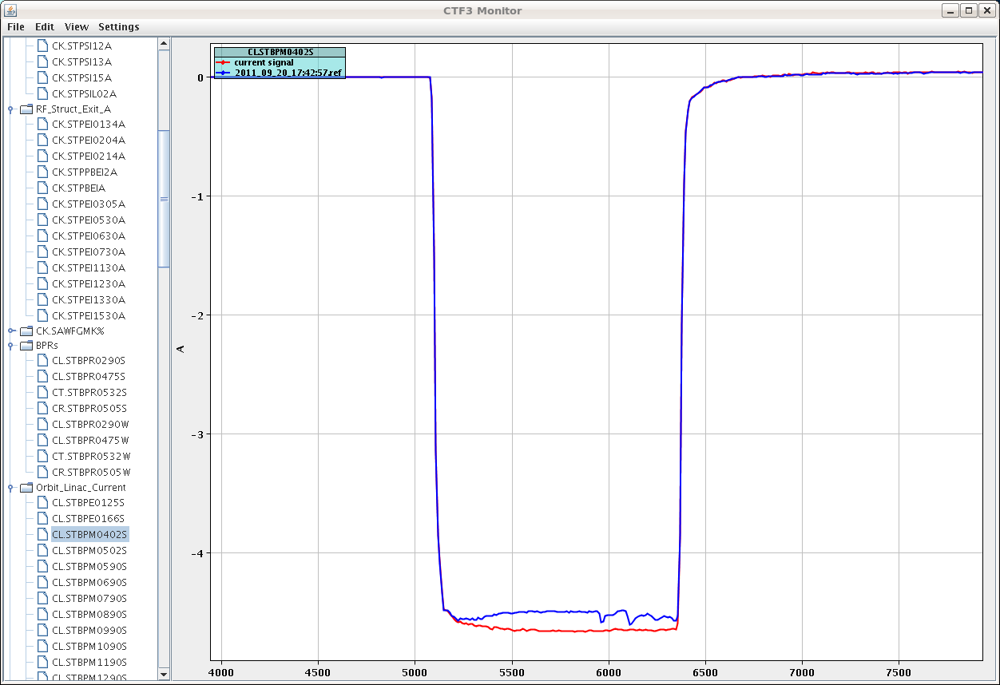 CTF3 Monitor
File Edit View Settings
CK.STPSI12A
CK.STPSI13A
CK.STPSI15A
CK.STPSIL02A
RF_Struct_Exit_A
CK.STPEI0134A
CK.STPEI0204A
CK.STPEI0214A
CK.STPPBEI2A
CK.STPBEIA
CK.STPEI0305A
CK.STPEI0530A
CK.STPEI0630A
CK.STPEI0730A
CK.STPEI1130A
CK.STPEI1230A
CK.STPEI1330A
CK.STPEI1530A
CK.SAWFGMK%
BPRs
CL.STBPR0290S
CL.STBPR0475S
CT.STBPR0532S
CR.STBPR0505S
CL.STBPR0290W
CL.STBPR0475W
CT.STBPR0532W
CR.STBPR0505W
Orbit_Linac_Current
CL.STBPE0125S
CL.STBPE0166S
CL.STBPM0402S
CL.STBPM0502S
CL.STBPM0590S
CL.STBPM0690S
CL.STBPM0790S
CL.STBPM0890S
CL.STBPM0990S
CL.STBPM1090S
CL.STBPM1190S
CL.STBPM1290S
CL.STBPM0402S
current signal
2011_09_20_17:42:57.ref
0
-1
-2
-3
-4
A
4000 4500 5000 5500 6000 6500 7000 7500